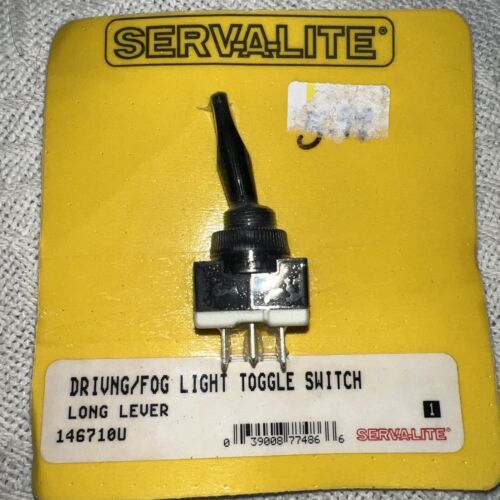 SERV-A-LITE®
DRIVNG/FOG LIGHT TOGGLE SWITCH
LONG LEVER
1
146710U
0 39008 77486 6
SERV-A-LITE®